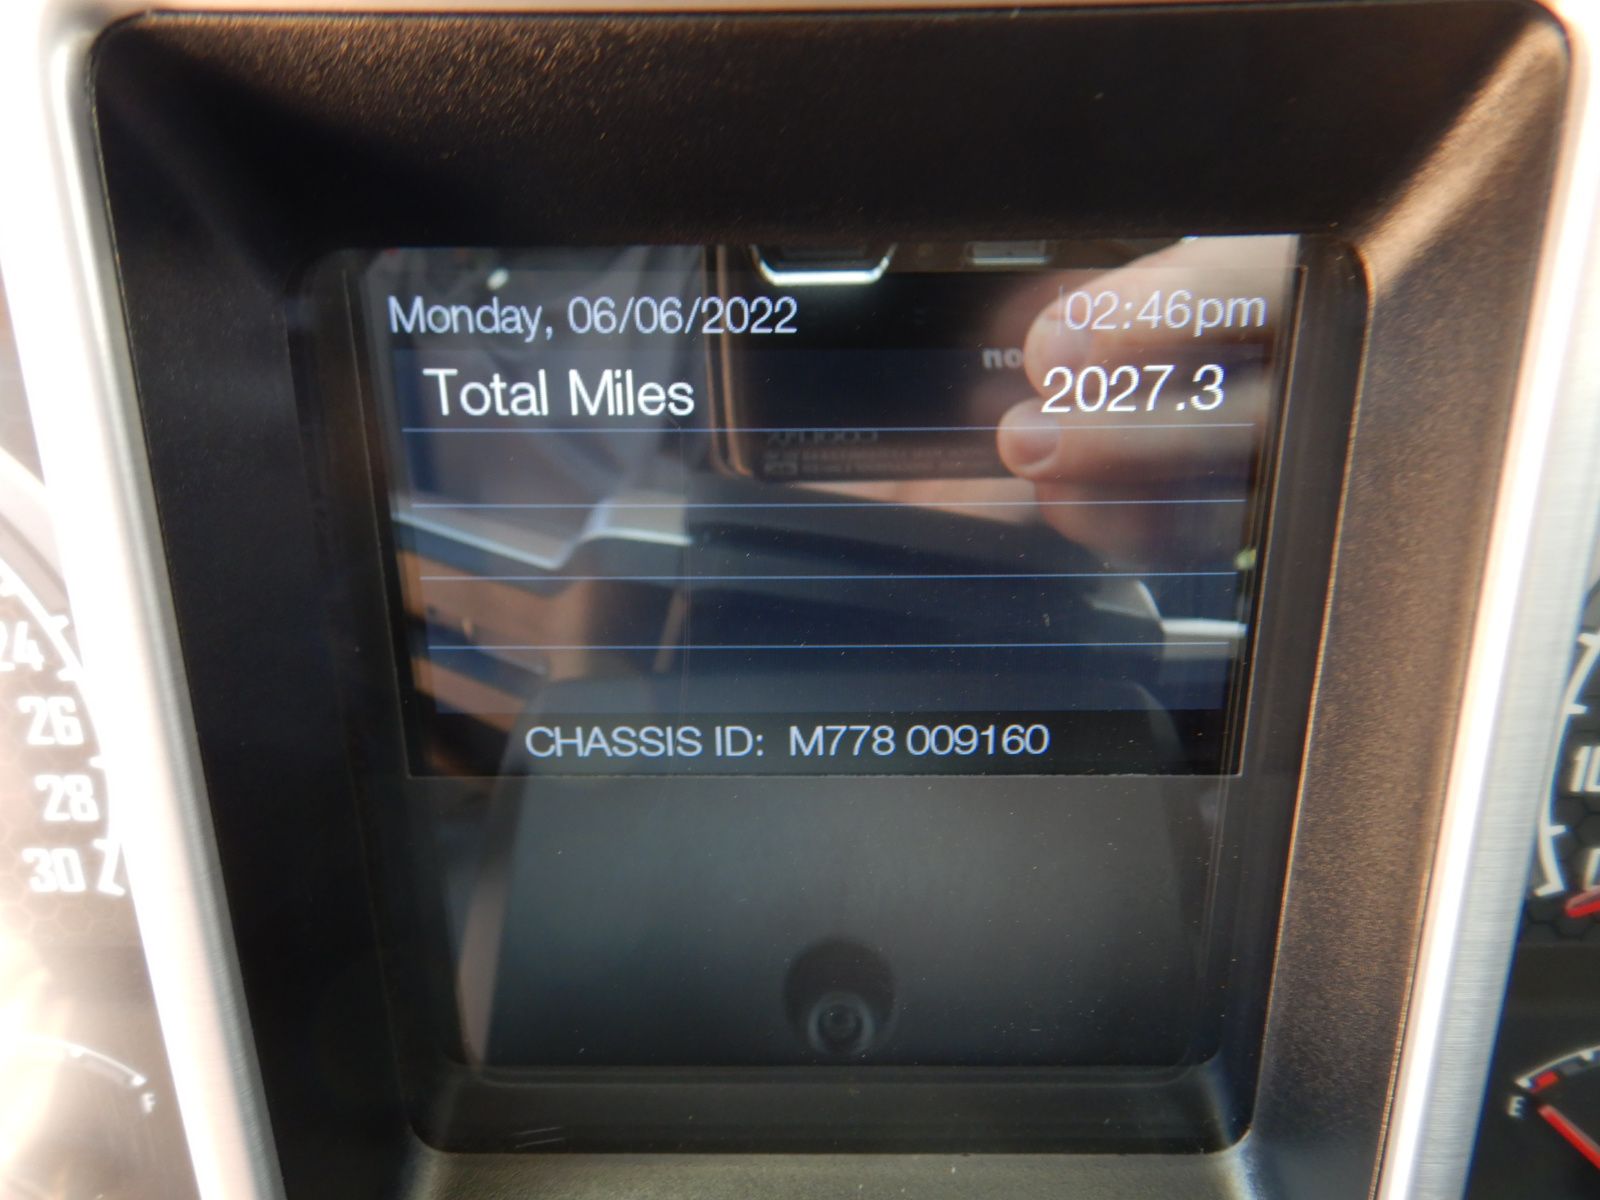 Monday, 06/06/2022 02:46pm
Total Miles 2027.3
CHASSIS ID: M778 009160
24
26
28
30
F
E